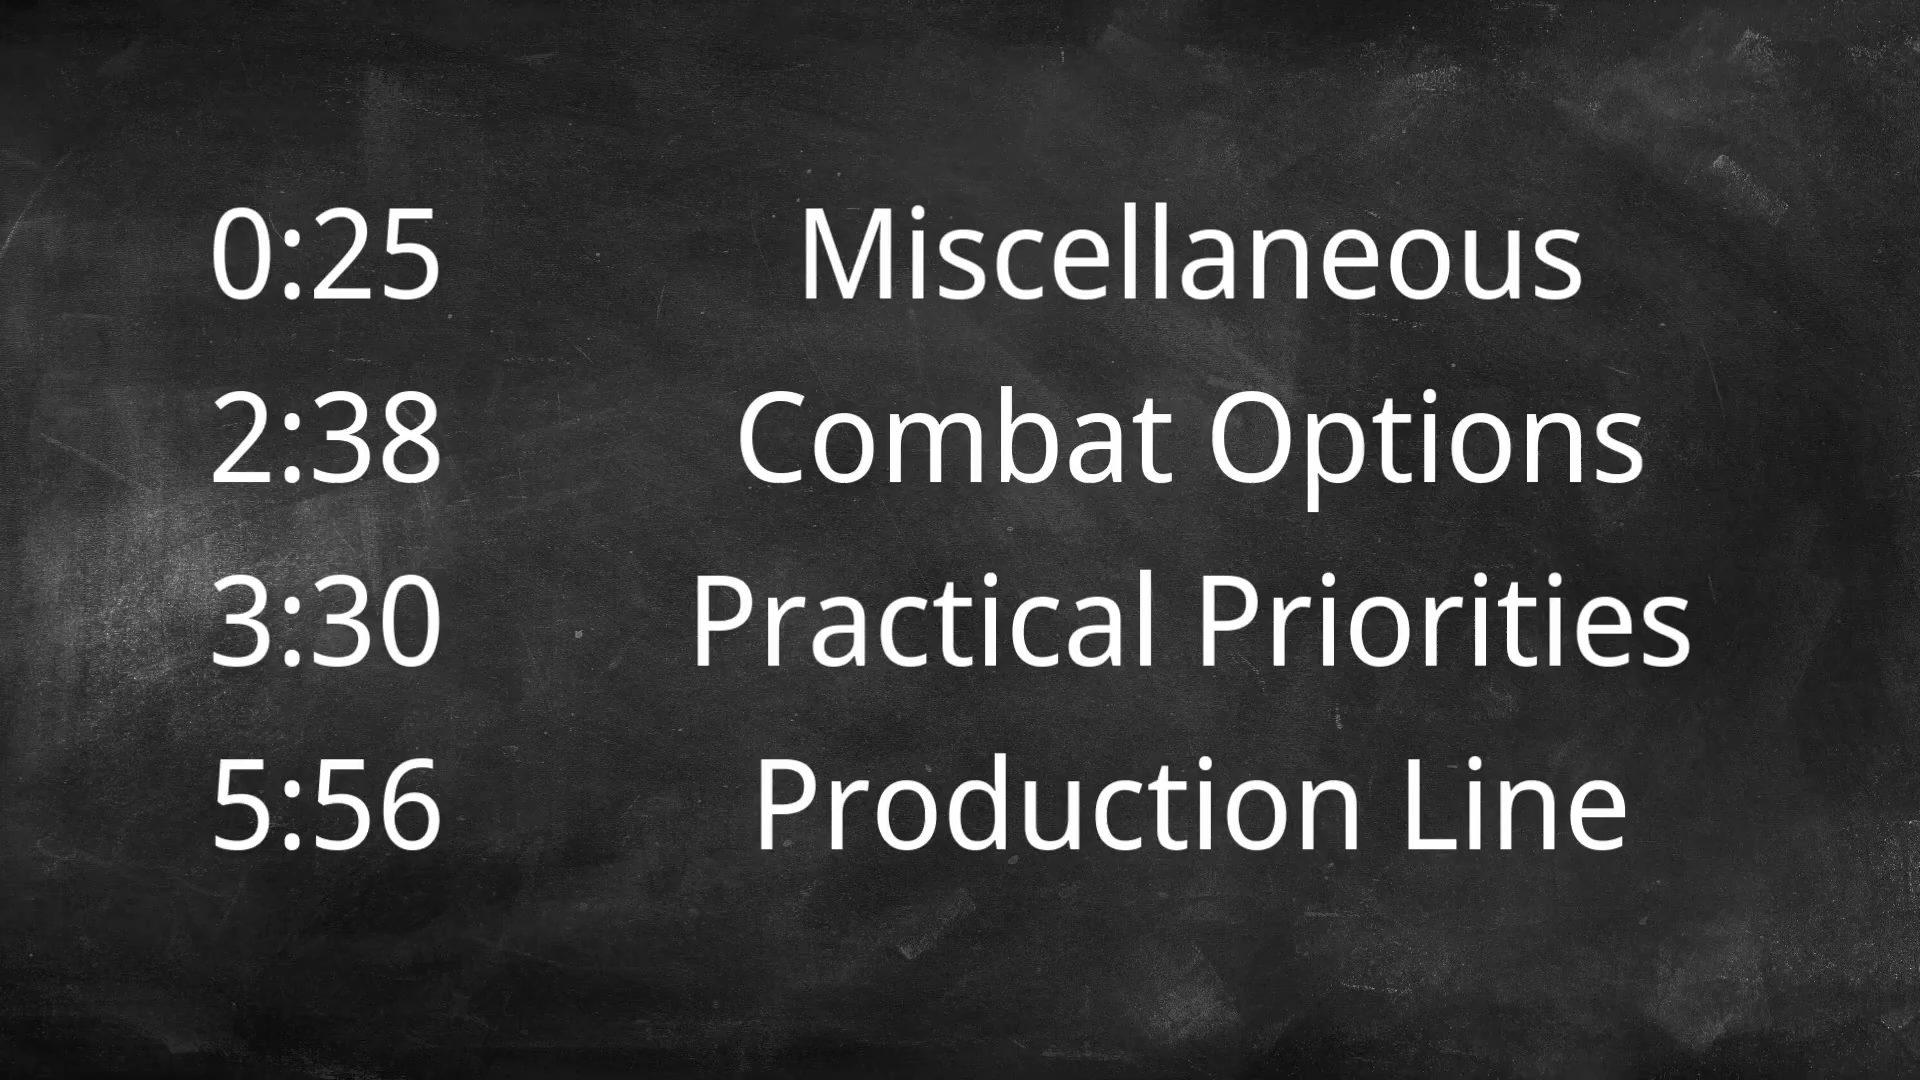 0:25 Miscellaneous
2:38 Combat Options
3:30 Practical Priorities
5:56 Production Line